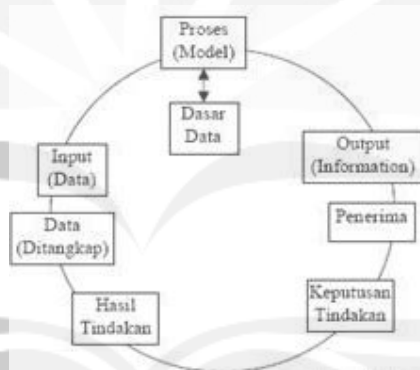 Proses
(Model)
Dasar
Data
Input
(Data)
Output
(Information)
Data
(Ditangkap)
Penerima
Hasil
Tindakan
Keputusan
Tindakan